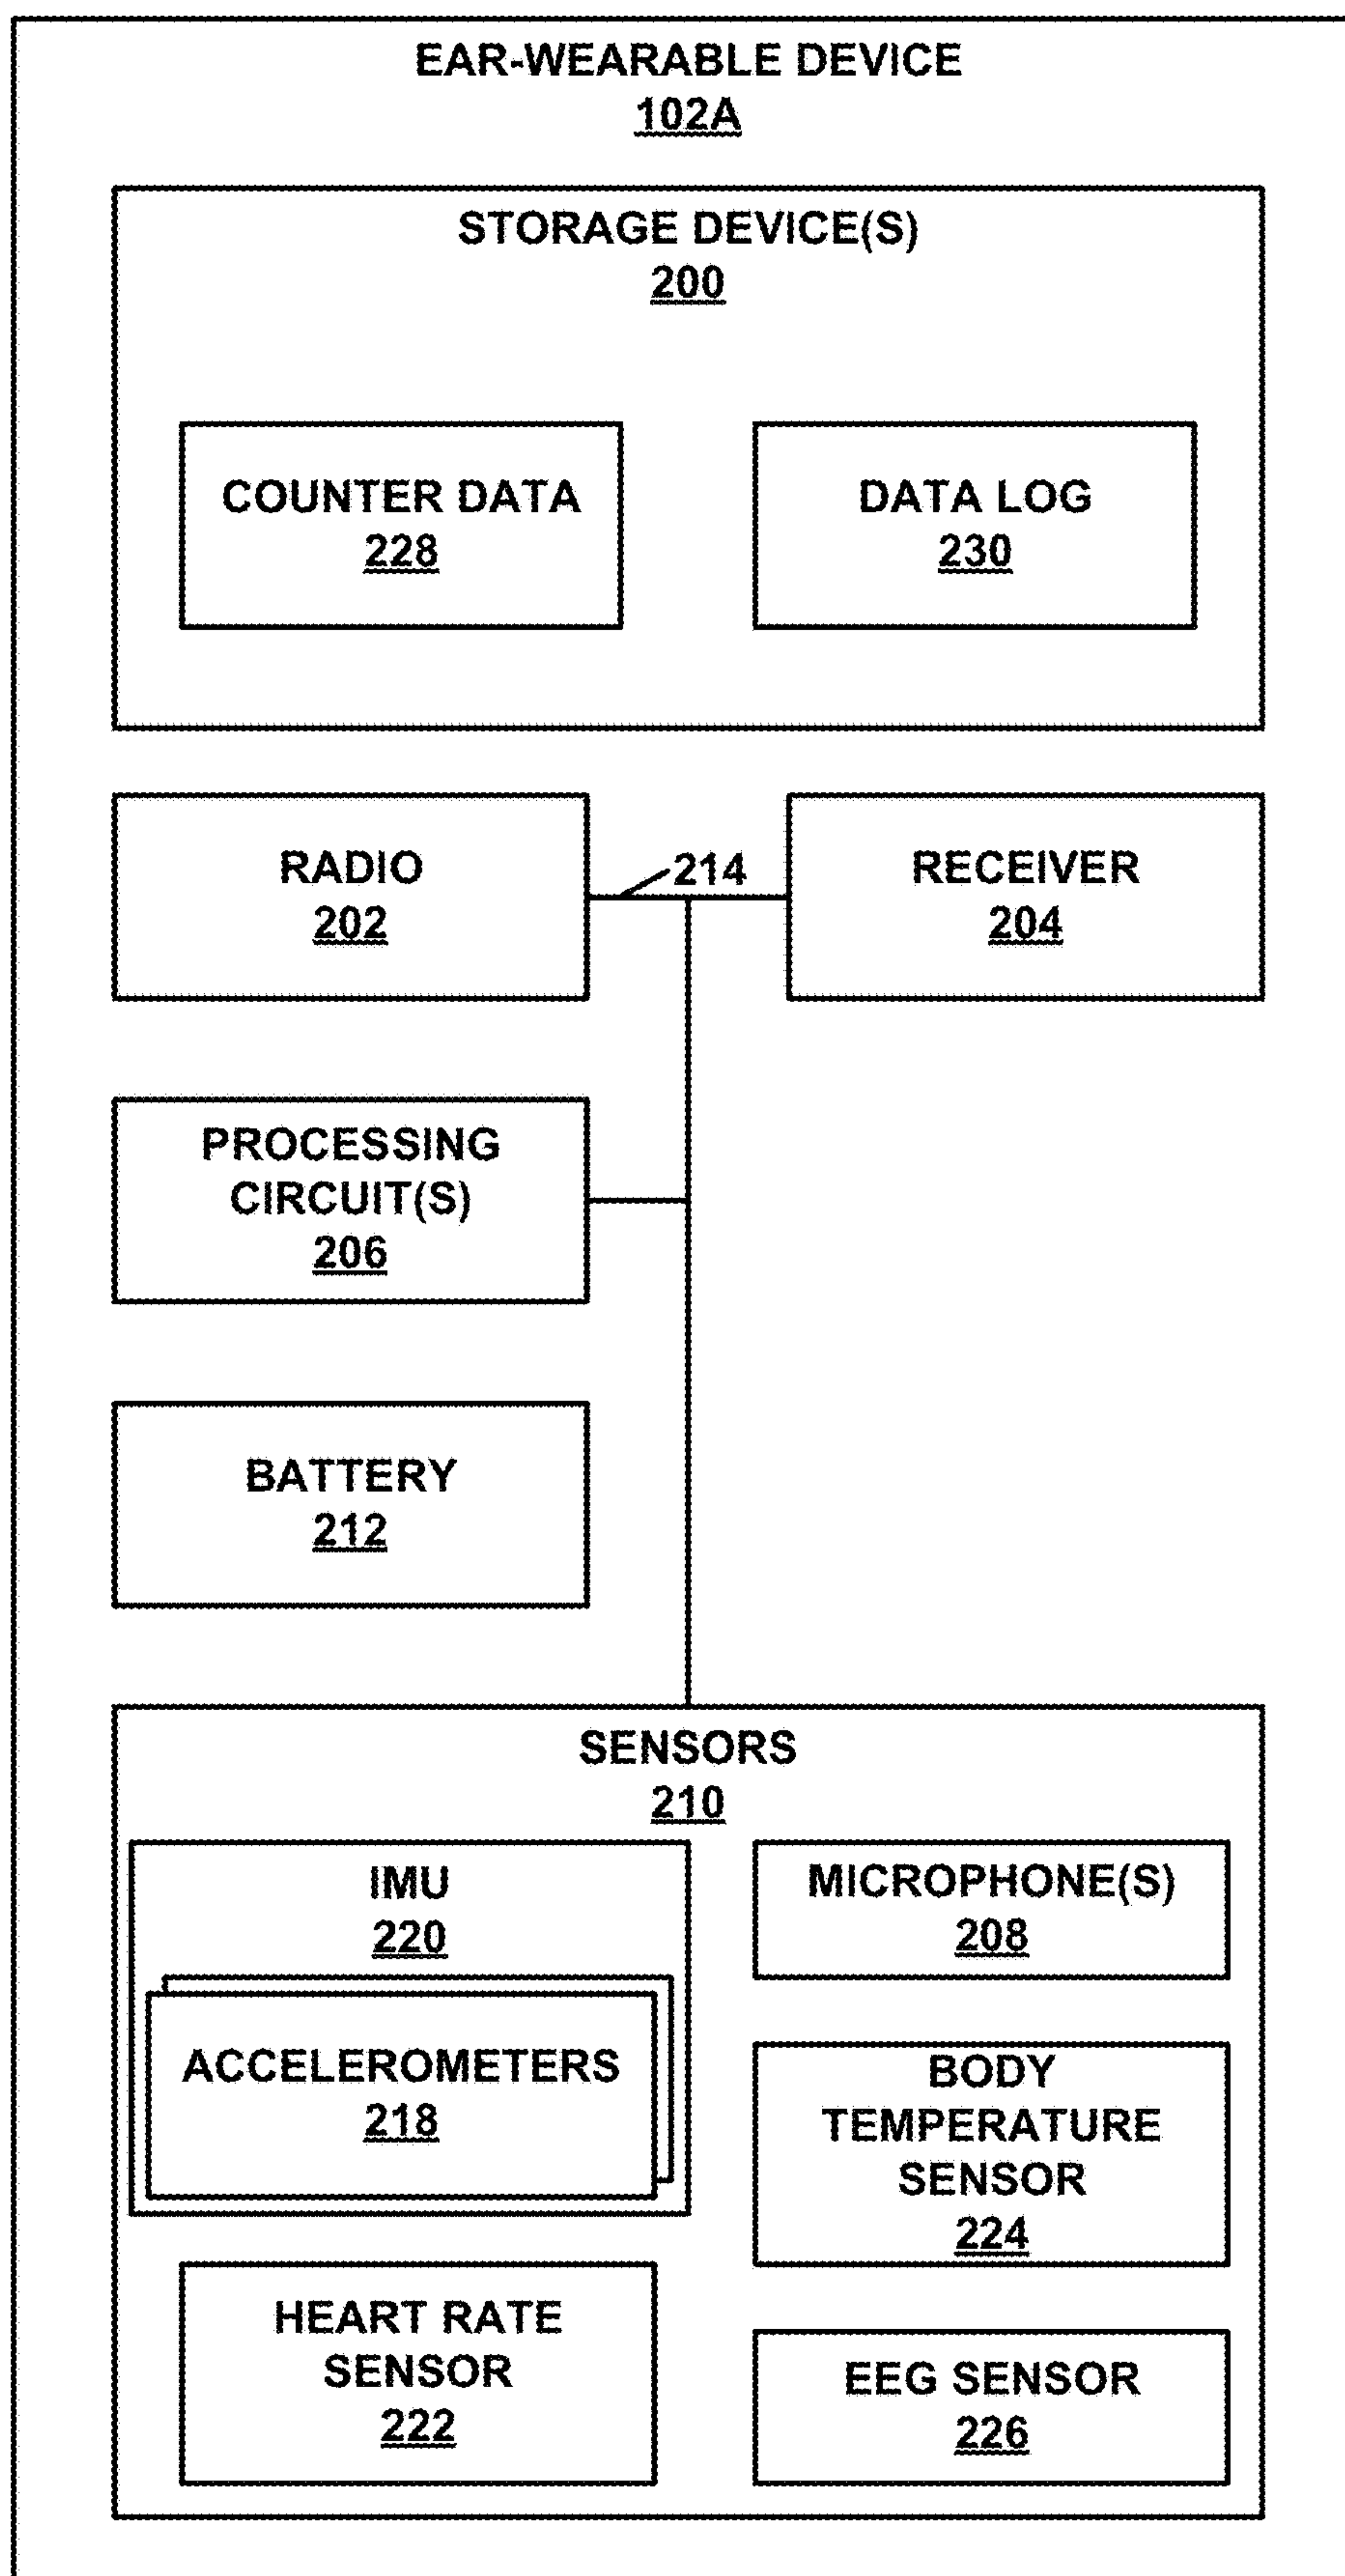 EAR-WEARABLE DEVICE
102A
STORAGE DEVICE(S)
200
COUNTER DATA
228
DATA LOG
230
RADIO
202
214
RECEIVER
204
PROCESSING
CIRCUIT(S)
206
BATTERY
212
SENSORS
210
IMU
220
ACCELEROMETERS
218
MICROPHONE(S)
208
BODY
TEMPERATURE
SENSOR
224
HEART RATE
SENSOR
222
EEG SENSOR
226